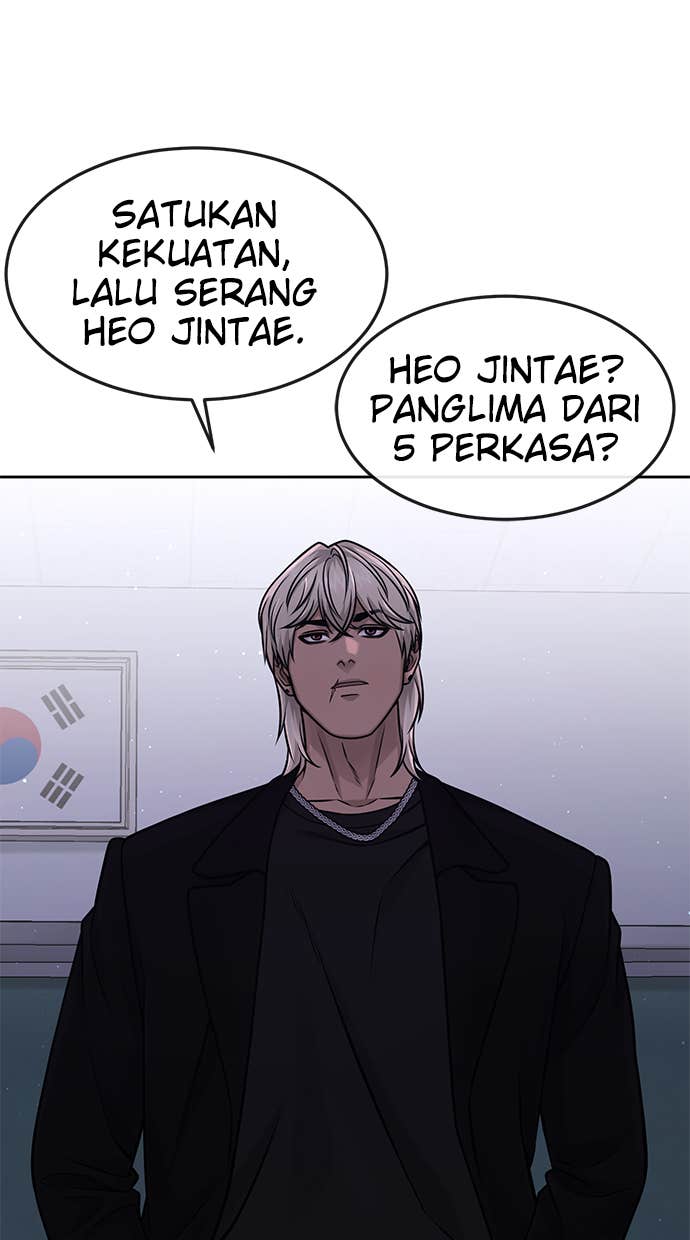 SATUKAN
KEKUATAN,
LALU SERANG
HEO JINTAE.
HEO JINTAE?
PANGLIMA DARI
5 PERKASA?